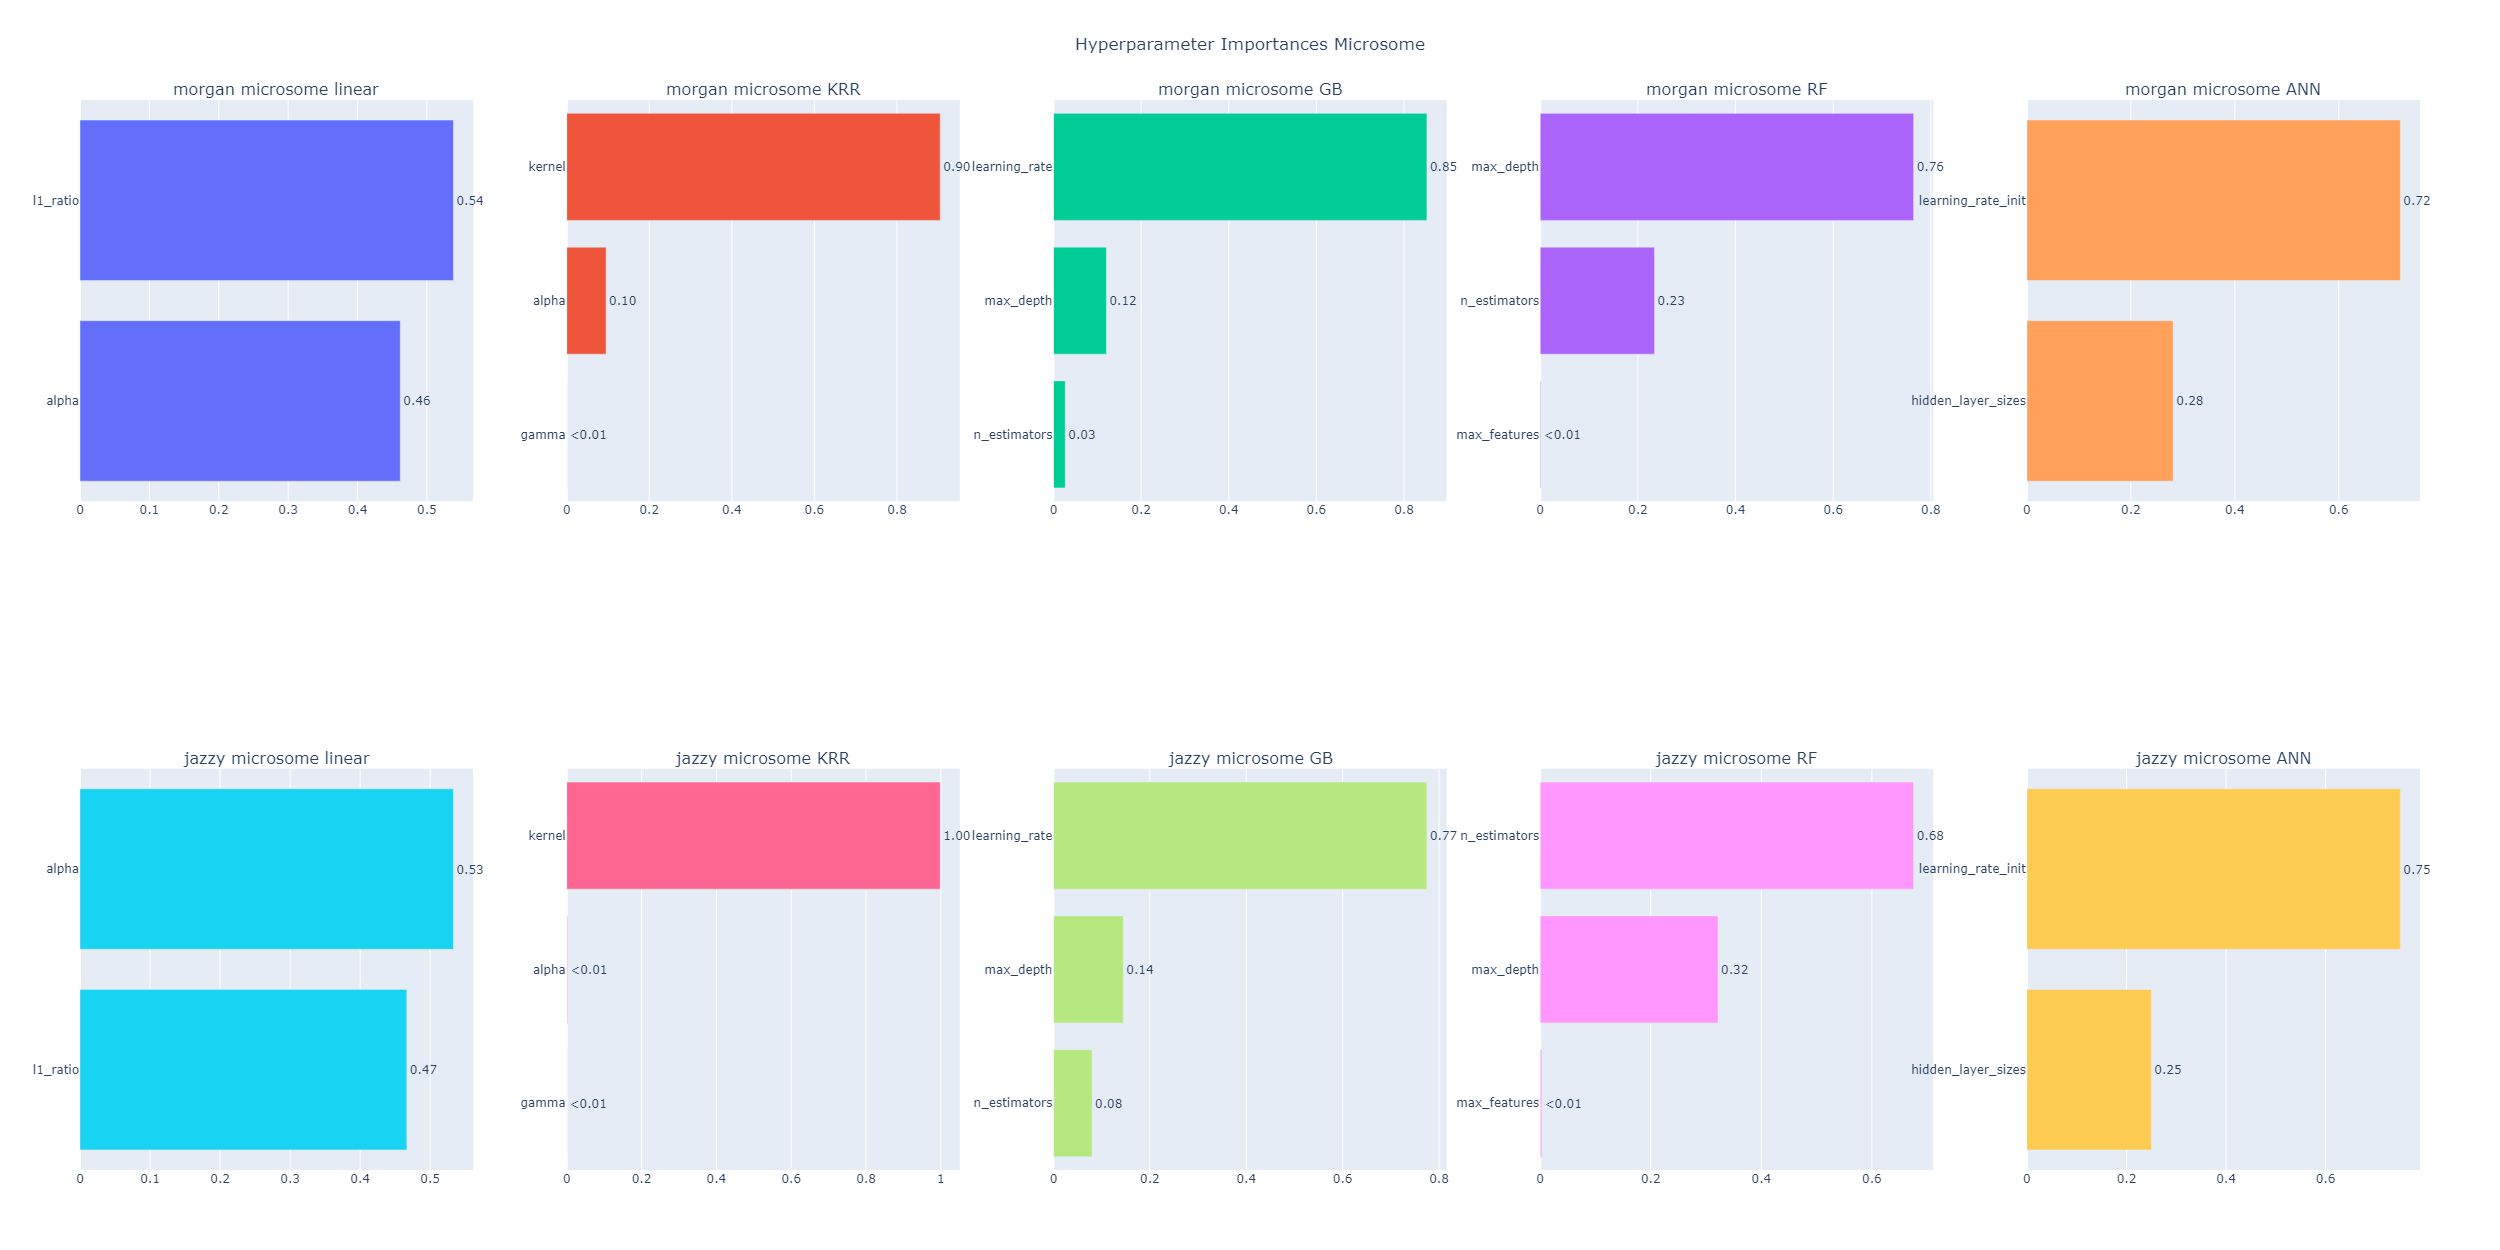 Hyperparameter Importances Microsome
morgan microsome linear
l1_ratio
0.54
alpha
0.46
0 0.1 0.2 0.3 0.4 0.5
morgan microsome KRR
kernel
0.90
alpha
0.10
gamma
<0.01
0 0.2 0.4 0.6 0.8
morgan microsome GB
learning_rate
0.85
max_depth
0.12
n_estimators
0.03
0 0.2 0.4 0.6 0.8
morgan microsome RF
max_depth
0.76
n_estimators
0.23
max_features
<0.01
0 0.2 0.4 0.6 0.8
morgan microsome ANN
learning_rate_init
0.72
hidden_layer_sizes
0.28
0 0.2 0.4 0.6
jazzy microsome linear
alpha
0.53
l1_ratio
0.47
0 0.1 0.2 0.3 0.4 0.5
jazzy microsome KRR
kernel
1.00
alpha
<0.01
gamma
<0.01
0 0.2 0.4 0.6 0.8 1
jazzy microsome GB
learning_rate
0.77
max_depth
0.14
n_estimators
0.08
0 0.2 0.4 0.6 0.8
jazzy microsome RF
n_estimators
0.68
max_depth
0.32
max_features
<0.01
0 0.2 0.4 0.6
jazzy microsome ANN
learning_rate_init
0.75
hidden_layer_sizes
0.25
0 0.2 0.4 0.6